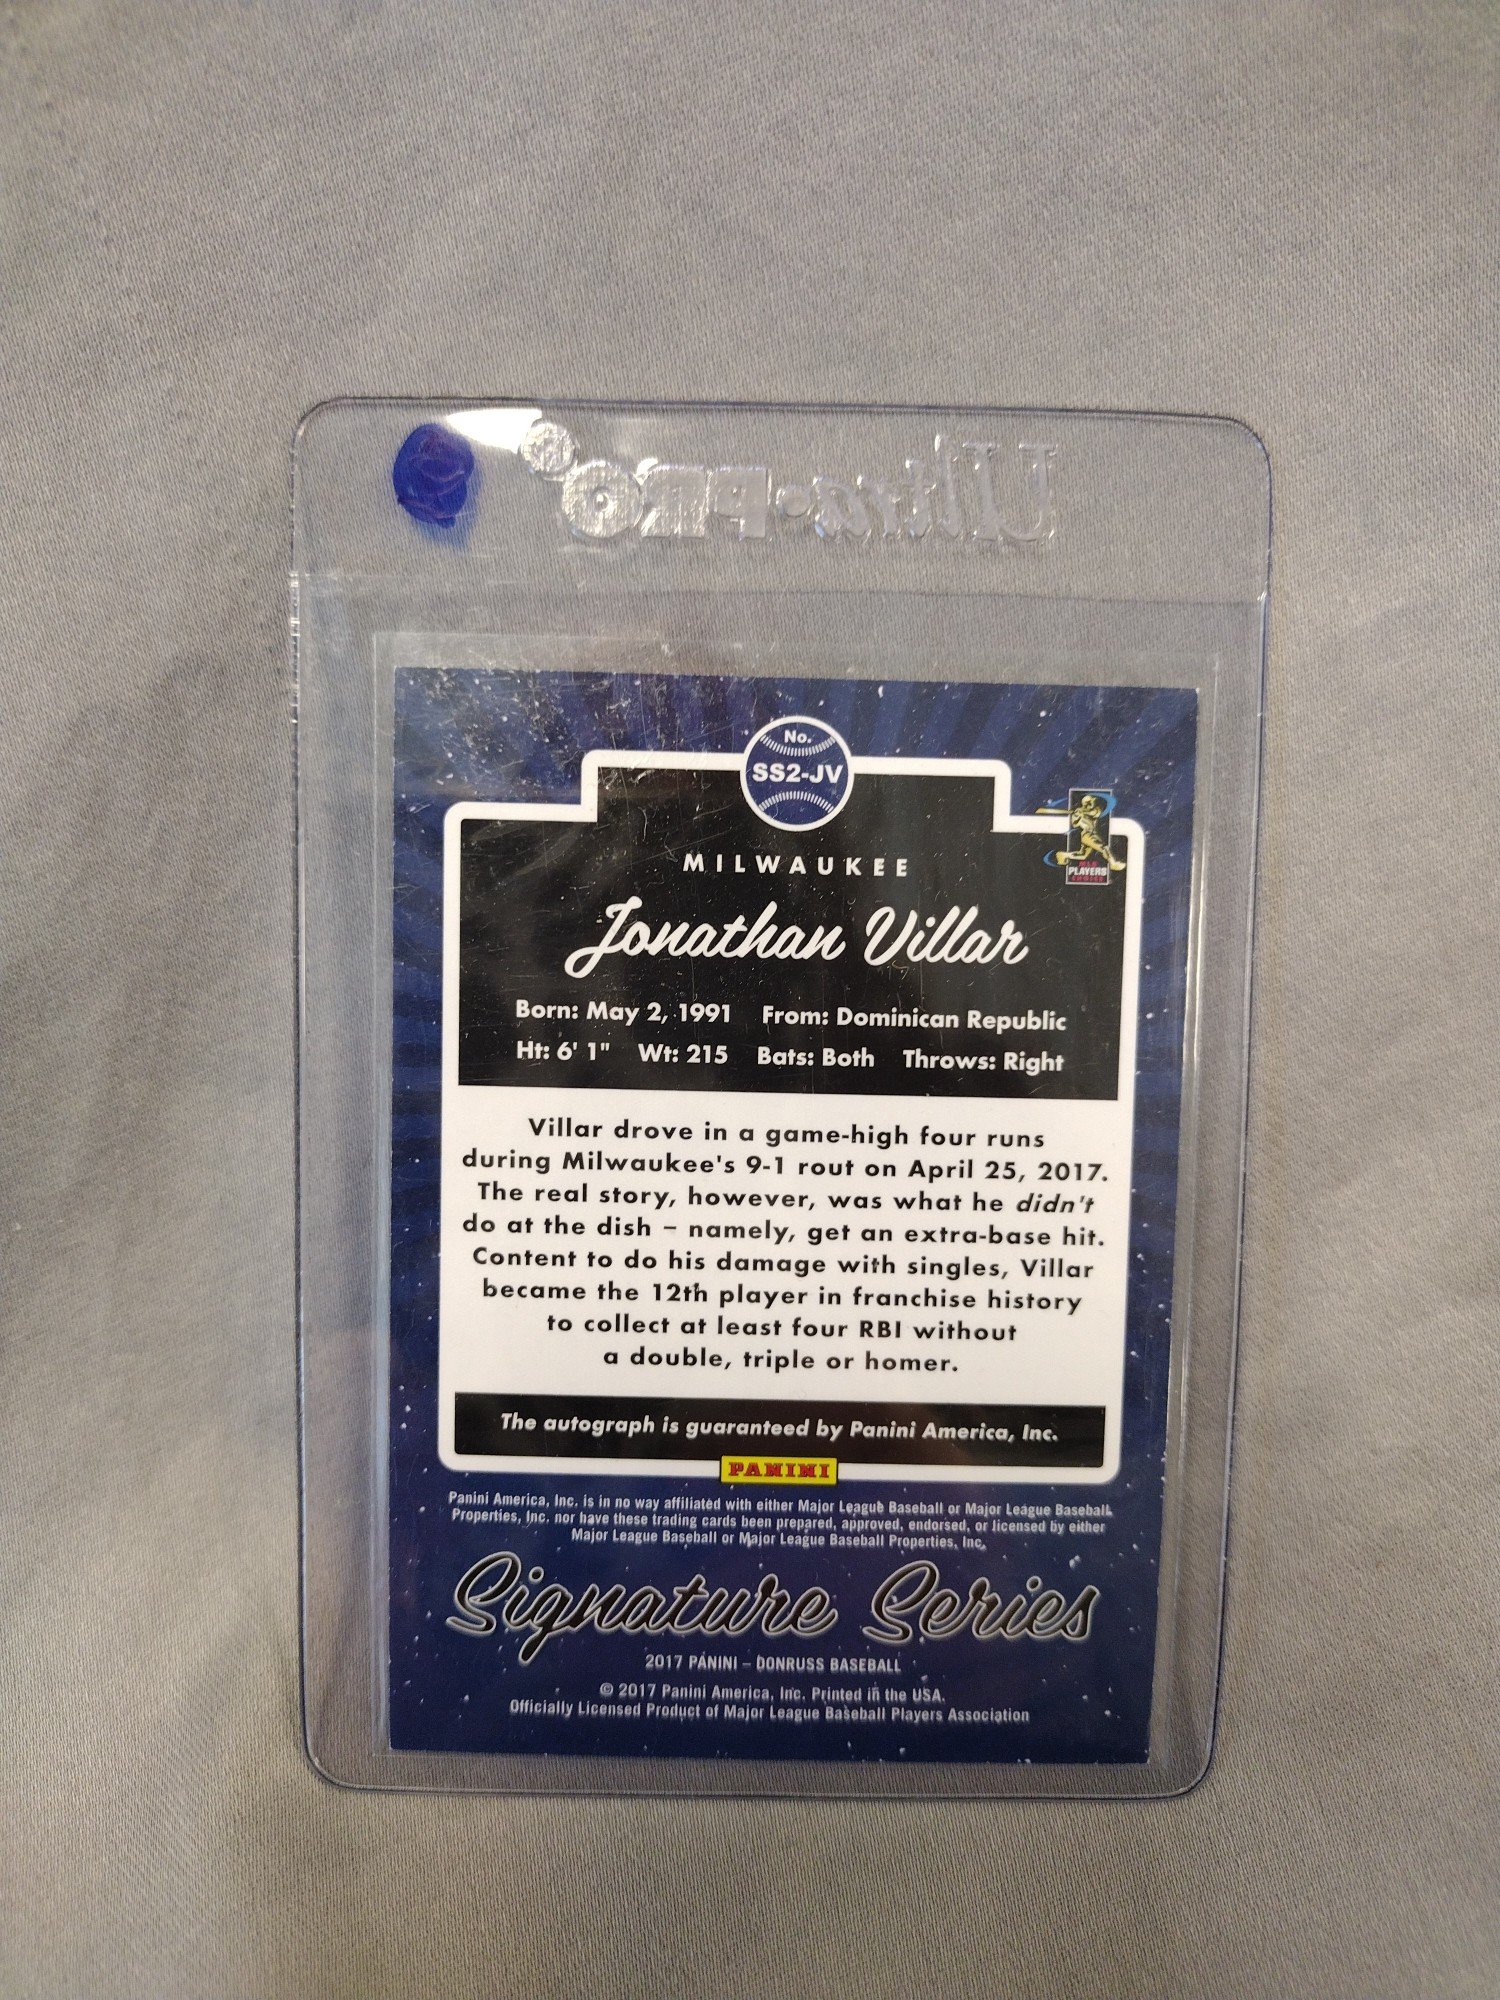 Ultra·PRO®
No.
SS2-JV
MILWAUKEE
MLB
PLAYERS
CHOICE
Jonathan Villar
Born: May 2, 1991 From: Dominican Republic
Ht: 6' 1" Wt: 215 Bats: Both Throws: Right
Villar drove in a game-high four runs
during Milwaukee's 9-1 rout on April 25, 2017.
The real story, however, was what he didn't
do at the dish – namely, get an extra-base hit.
Content to do his damage with singles, Villar
became the 12th player in franchise history
to collect at least four RBI without
a double, triple or homer.
The autograph is guaranteed by Panini America, Inc.
PANINI
Panini America, Inc. is in no way affiliated with either Major League Baseball or Major League Baseball
Properties, Inc. nor have these trading cards been prepared, approved, endorsed, or licensed by either
Major League Baseball or Major League Baseball Properties, Inc.
Signature Series
2017 PANINI – DONRUSS BASEBALL
© 2017 Panini America, Inc. Printed in the USA.
Officially Licensed Product of Major League Baseball Players Association